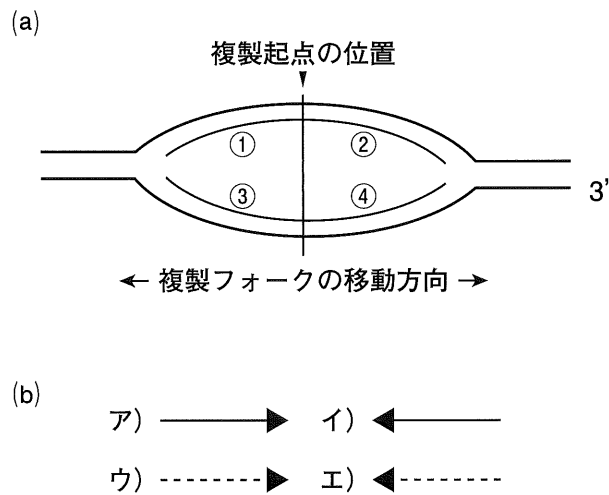 (a)
複製起点の位置
① ②
③ ④
3'
← 複製フォークの移動方向 →
(b)
ア) イ)
ウ) エ)